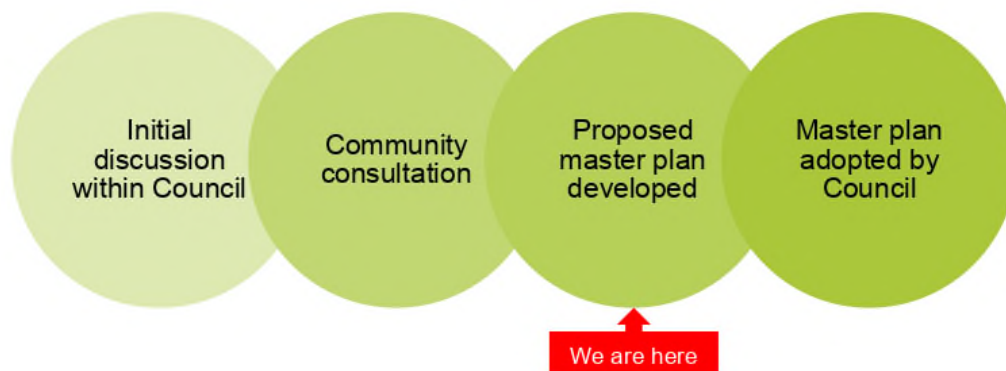 Initial
discussion
within Council
Community
consultation
Proposed
master plan
developed
Master plan
adopted by
Council
We are here